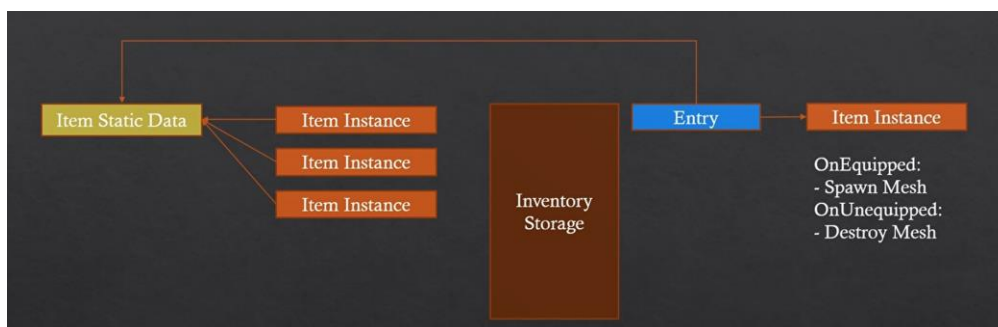 Item Static Data
Item Instance
Item Instance
Item Instance
Inventory
Storage
Entry
Item Instance
OnEquipped:
- Spawn Mesh
OnUnequipped:
- Destroy Mesh